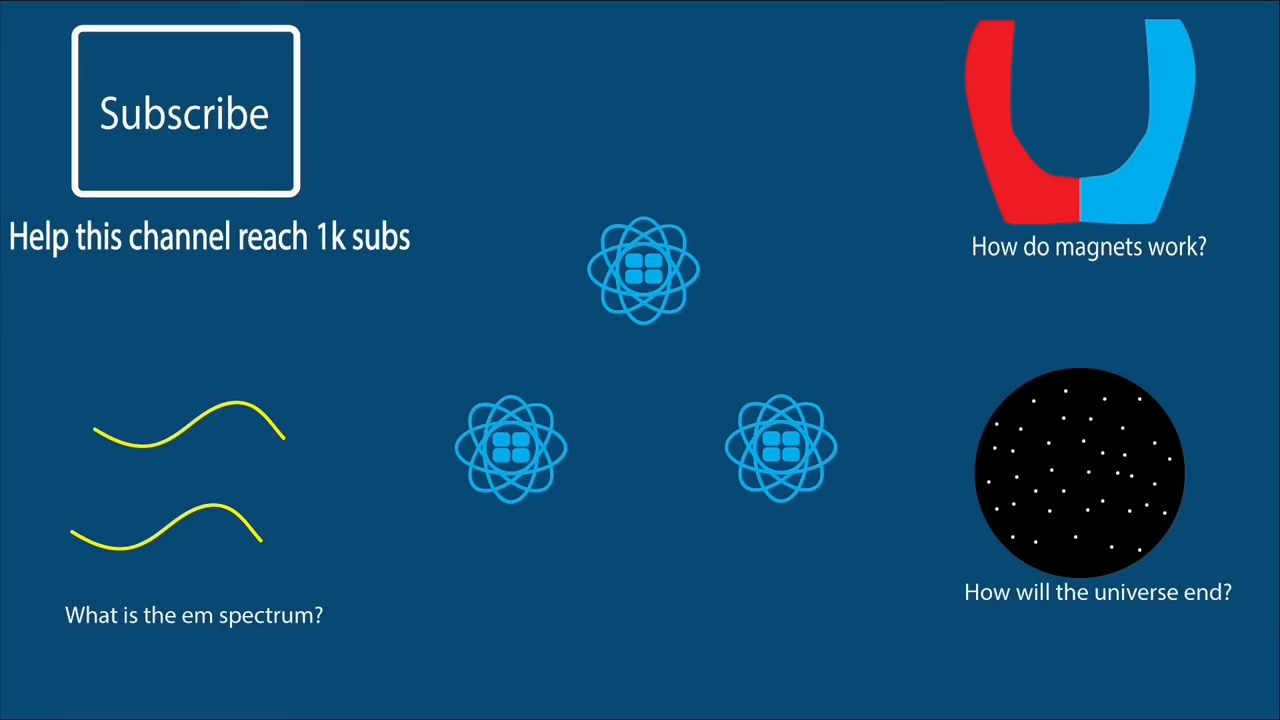 Subscribe
Help this channel reach 1k subs
How do magnets work?
What is the em spectrum?
How will the universe end?